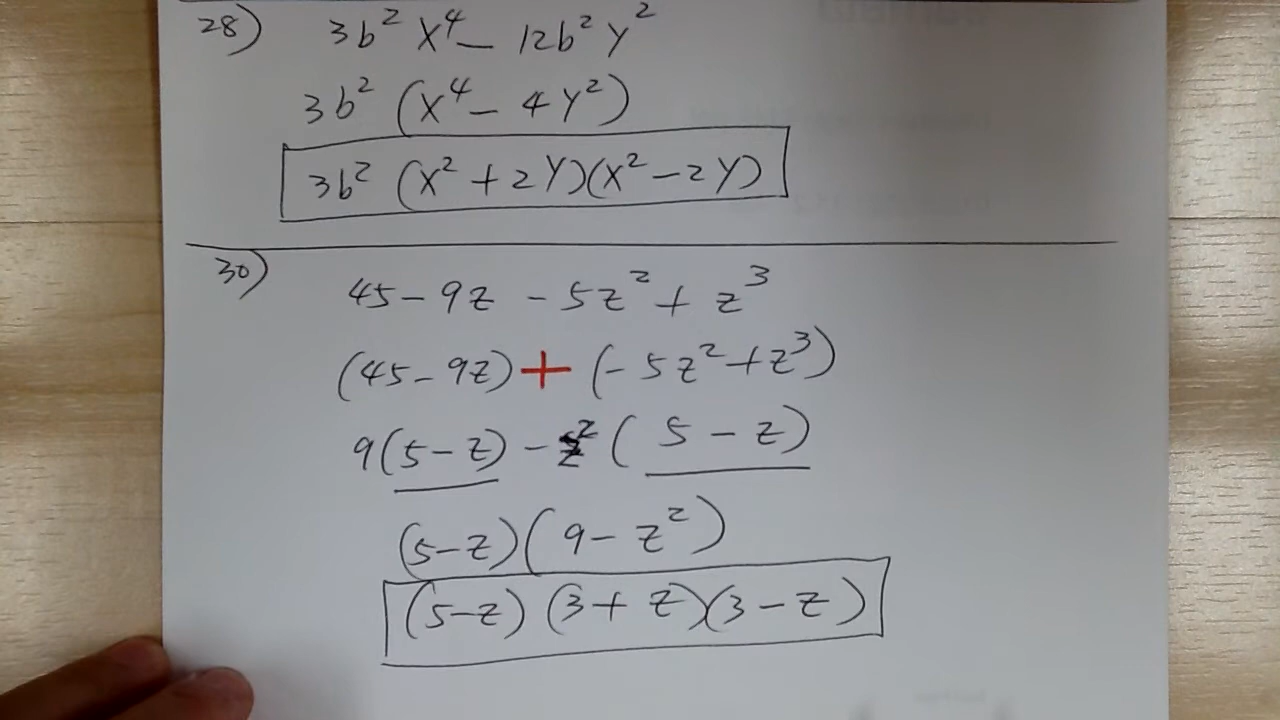 28) 3b² X⁴ – 12b² Y²
3b² (X⁴ – 4Y²)
3b² (X² + 2Y)(X² – 2Y)
30) 45 – 9z – 5z² + z³
(45 – 9z) + (– 5z² + z³)
9(5 – z) – z² ( 5 – z)
(5 – z)(9 – z²)
(5 – z) (3 + z)(3 – z)